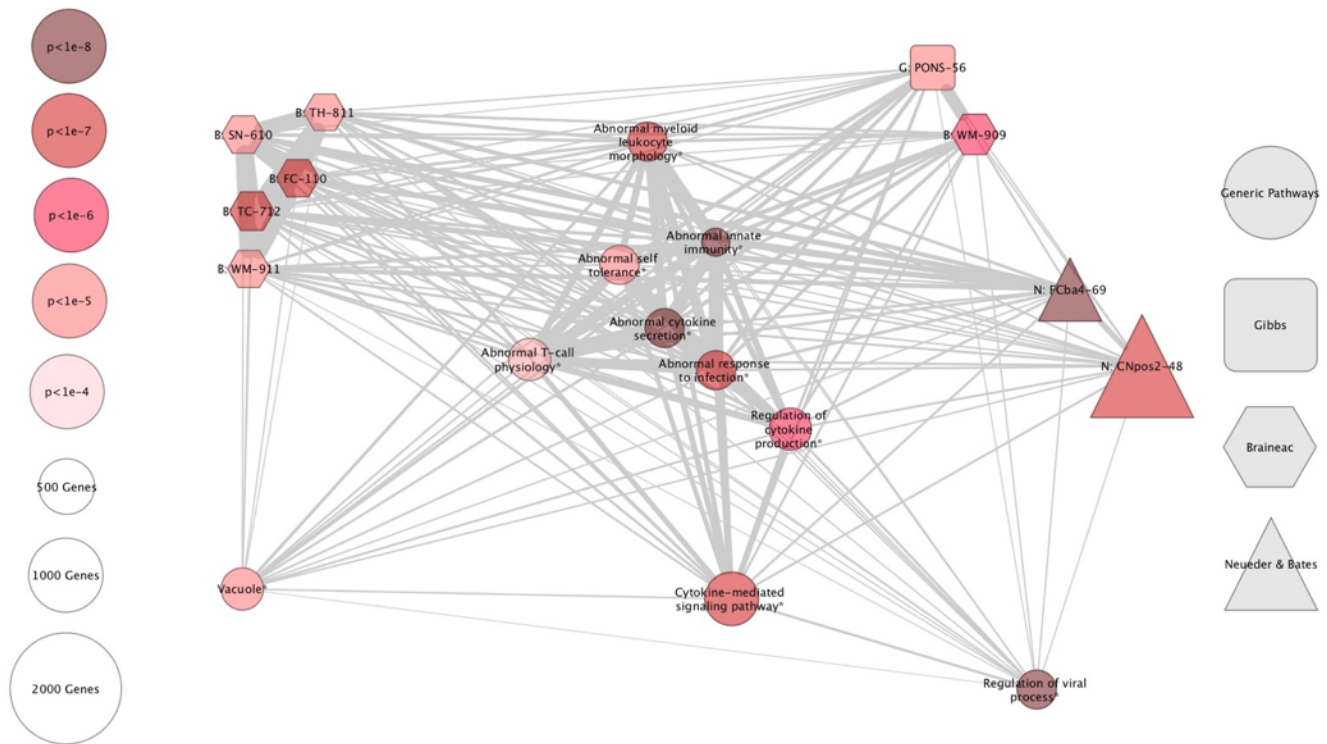 p<1e-8
p<1e-7
p<1e-6
p<1e-5
p<1e-4
500 Genes
1000 Genes
2000 Genes
B: TH-811
B: SN-610
B: FC-110
B: TC-712
B: WM-911
Abnormal myeloid
leukocyte
morphology*
Abnormal innate
immunity*
Abnormal self
tolerance*
Abnormal cytokine
secretion*
Abnormal T-call
physiology*
Abnormal response
to infection*
Regulation of
cytokine
production*
Vacuole*
Cytokine-mediated
signaling pathway*
Regulation of viral
process*
G: PONS-56
B: WM-909
N: FCba4-69
N: CNpos2-48
Generic Pathways
Gibbs
Braineac
Neueder & Bates